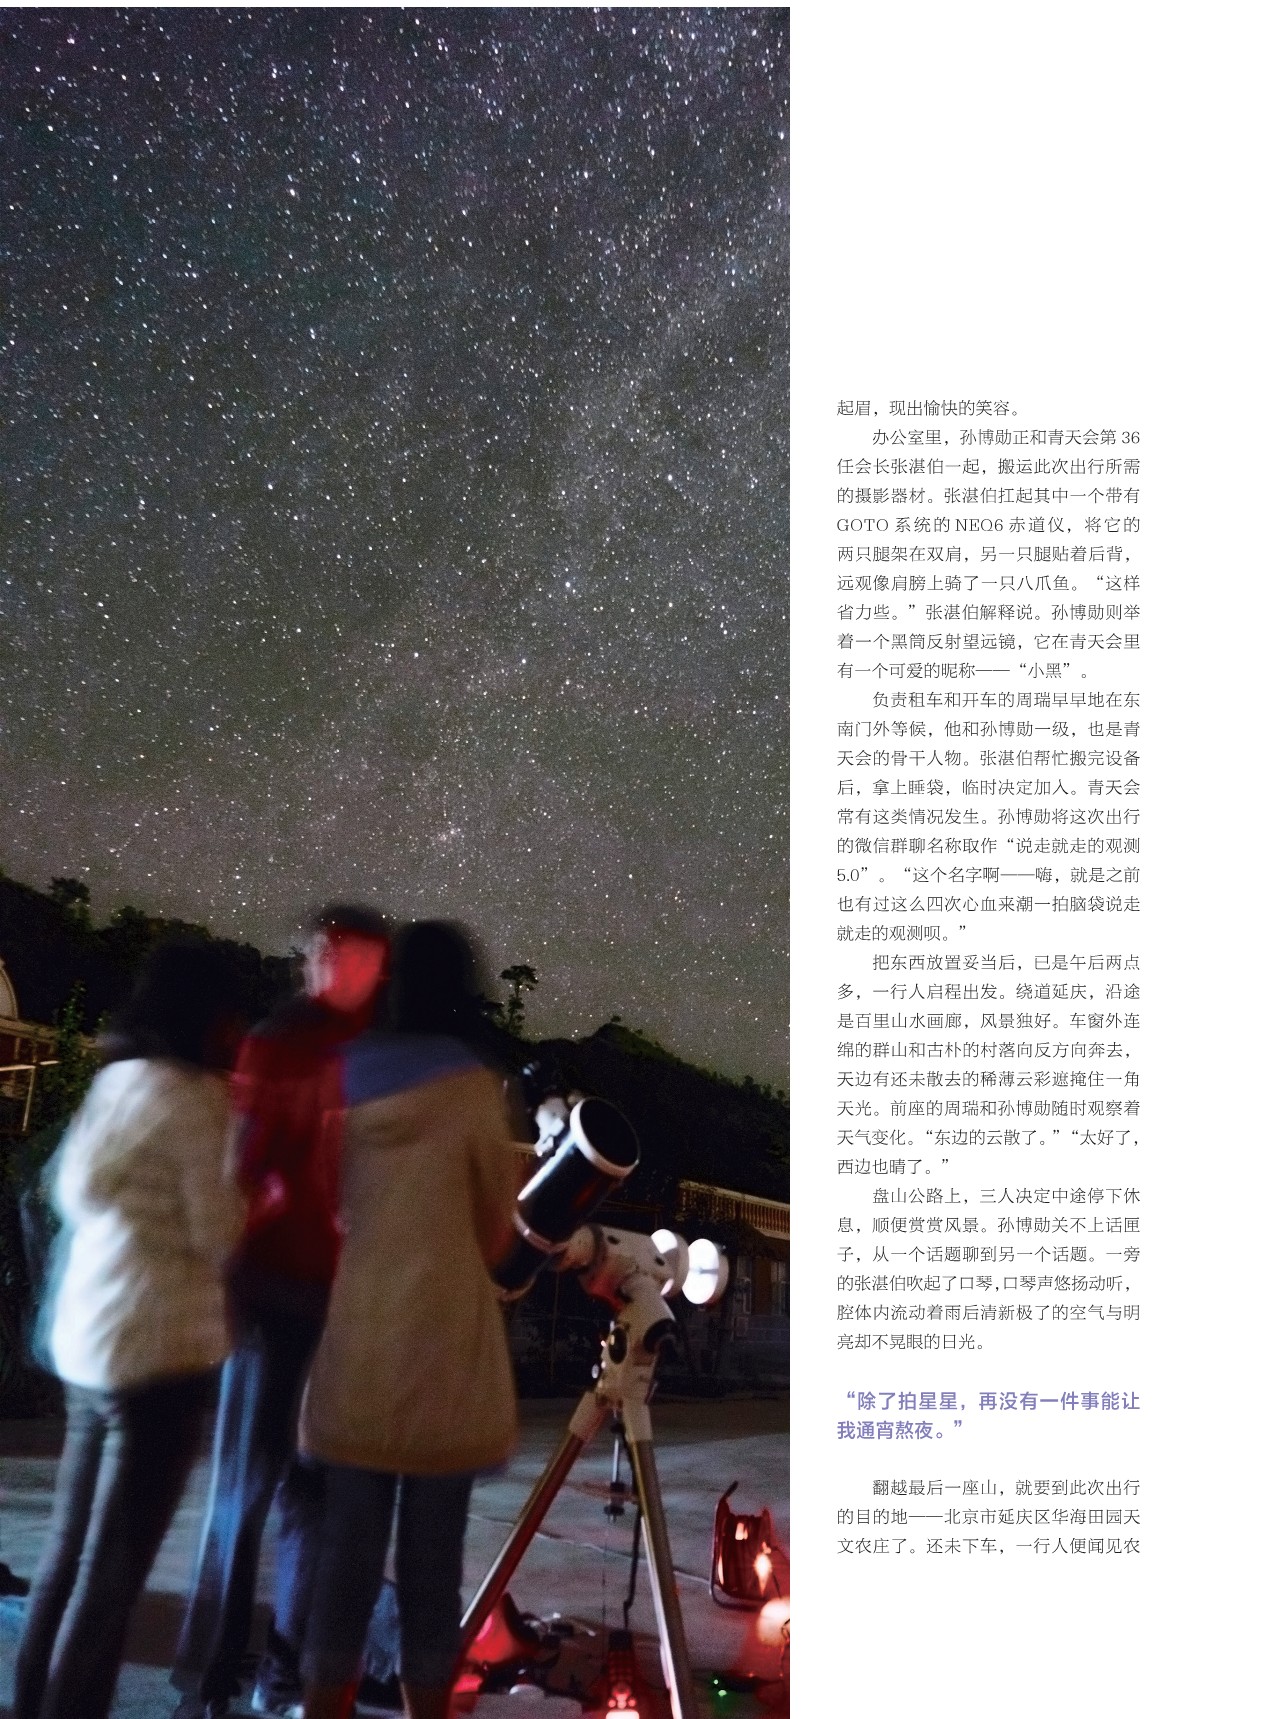 起眉，现出愉快的笑容。
办公室里，孙博勋正和青天会第 36
任会长张湛伯一起，搬运此次出行所需
的摄影器材。张湛伯扛起其中一个带有
GOTO 系统的 NEQ6 赤道仪，将它的
两只腿架在双肩，另一只腿贴着后背，
远观像肩膀上骑了一只八爪鱼。“这样
省力些。”张湛伯解释说。孙博勋则举
着一个黑筒反射望远镜，它在青天会里
有一个可爱的昵称——“小黑”。
负责租车和开车的周瑞早早地在东
南门外等候，他和孙博勋一级，也是青
天会的骨干人物。张湛伯帮忙搬完设备
后，拿上睡袋，临时决定加入。青天会
常有这类情况发生。孙博勋将这次出行
的微信群聊名称取作“说走就走的观测
5.0”。“这个名字啊——嗨，就是之前
也有过这么四次心血来潮一拍脑袋说走
就走的观测呗。”
把东西放置妥当后，已是午后两点
多，一行人启程出发。绕道延庆，沿途
是百里山水画廊，风景独好。车窗外连
绵的群山和古朴的村落向反方向奔去，
天边有还未散去的稀薄云彩遮掩住一角
天光。前座的周瑞和孙博勋随时观察着
天气变化。“东边的云散了。”“太好了，
西边也晴了。”
盘山公路上，三人决定中途停下休
息，顺便赏赏风景。孙博勋关不上话匣
子，从一个话题聊到另一个话题。一旁
的张湛伯吹起了口琴，口琴声悠扬动听，
腔体内流动着雨后清新极了的空气与明
亮却不晃眼的日光。
“除了拍星星，再没有一件事能让
我通宵熬夜。”
翻越最后一座山，就要到此次出行
的目的地——北京市延庆区华海田园天
文农庄了。还未下车，一行人便闻见农